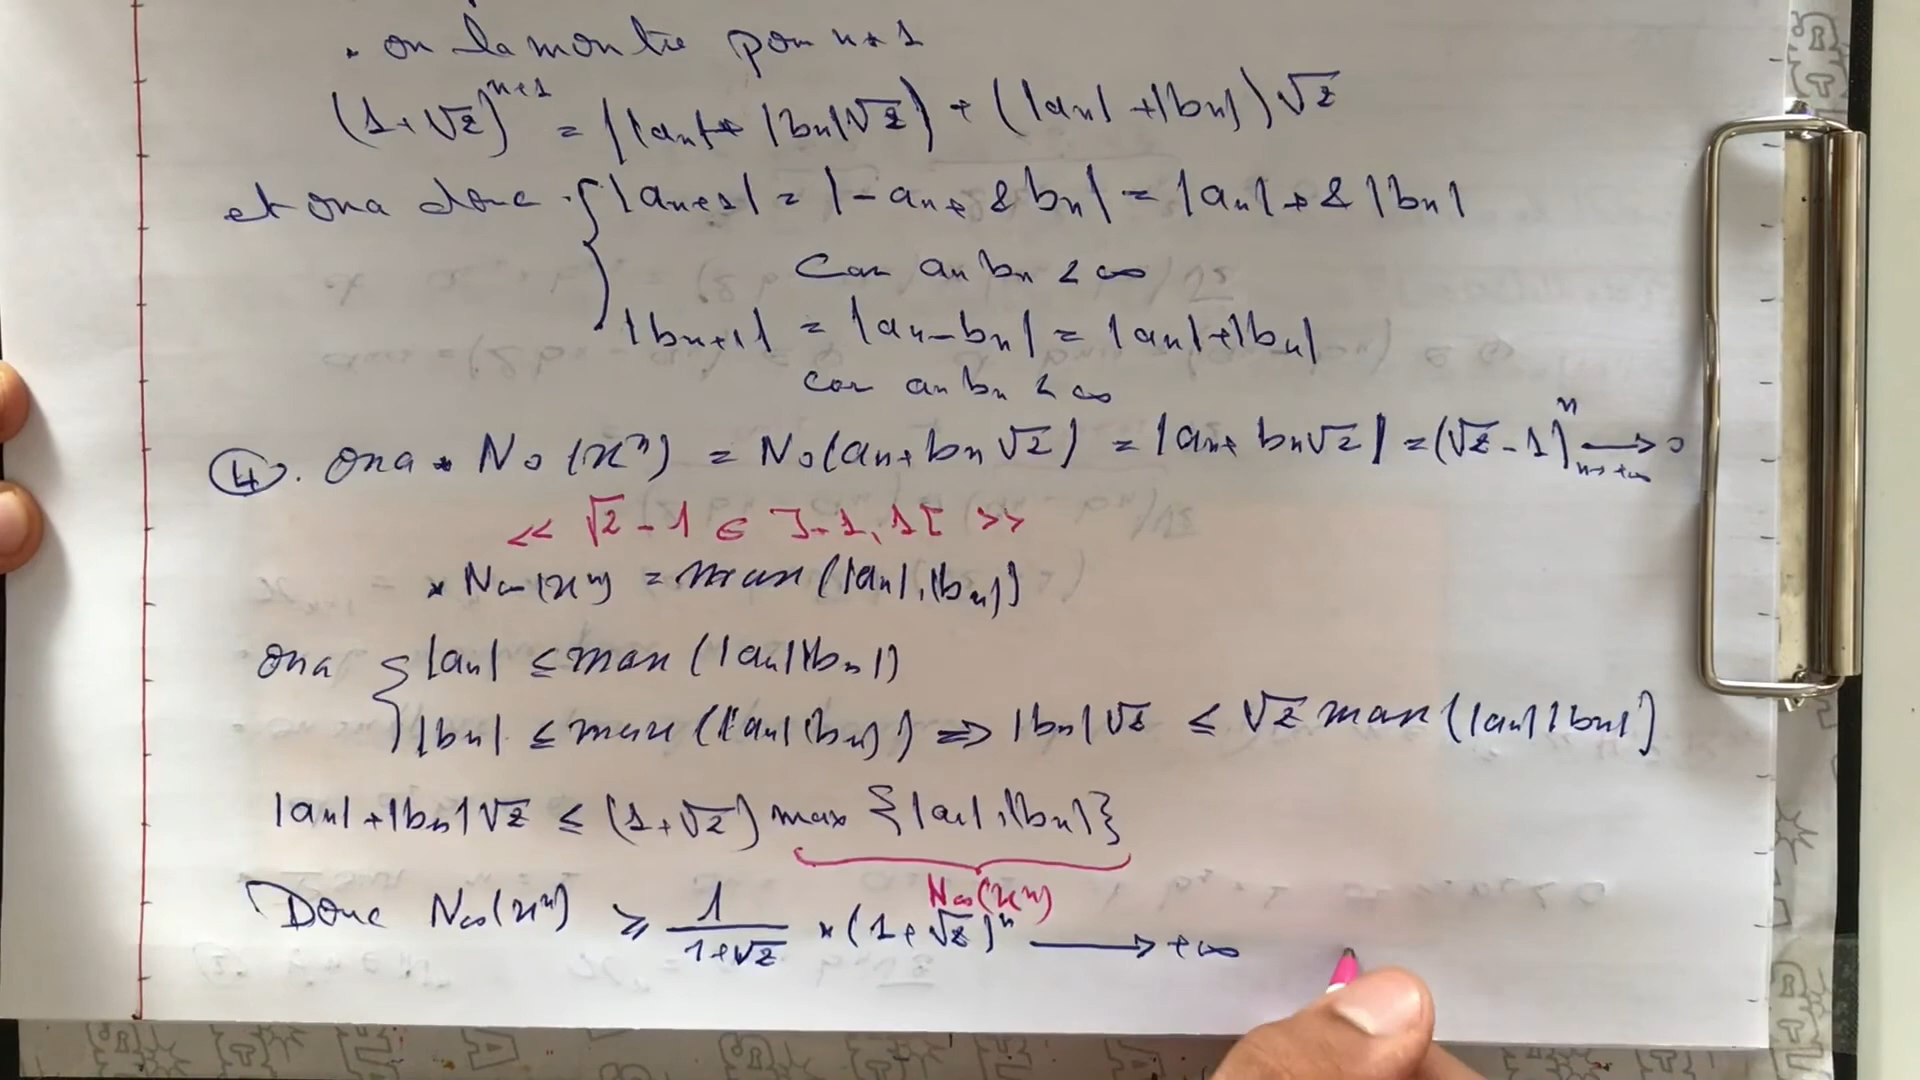 . on la montre pour n+1
(1+√2)^{n+1} = (|an|+ |bn|√2) + (|an| +|bn|)√2
et on a donc . { |an+1| = |-an+ 2bn| = |an| + 2|bn|
car an bn < ∞
|bn+1| = |an-bn| = |an|+|bn|
car an bn < ∞
④. on a * N0(x^n) = N0(an+bn√2) = |an+ bn√2| = (√2-1)^n ⟶ 0
n→+∞
<< √2-1 ∈ ]-1,1[ >>
* N∞(x^n) = max(|an|,|bn|)
on a { |an| ≤ max(|an||bn|)
|bn| ≤ max(|an||bn|) ⇒ |bn|√2 ≤ √2 max(|an||bn|)
|an|+|bn|√2 ≤ (1+√2) max {|an|,|bn|}
N∞(x^n)
Donc N∞(x^n) ≥ 1/(1+√2) × (1+√2)^n ⟶ +∞